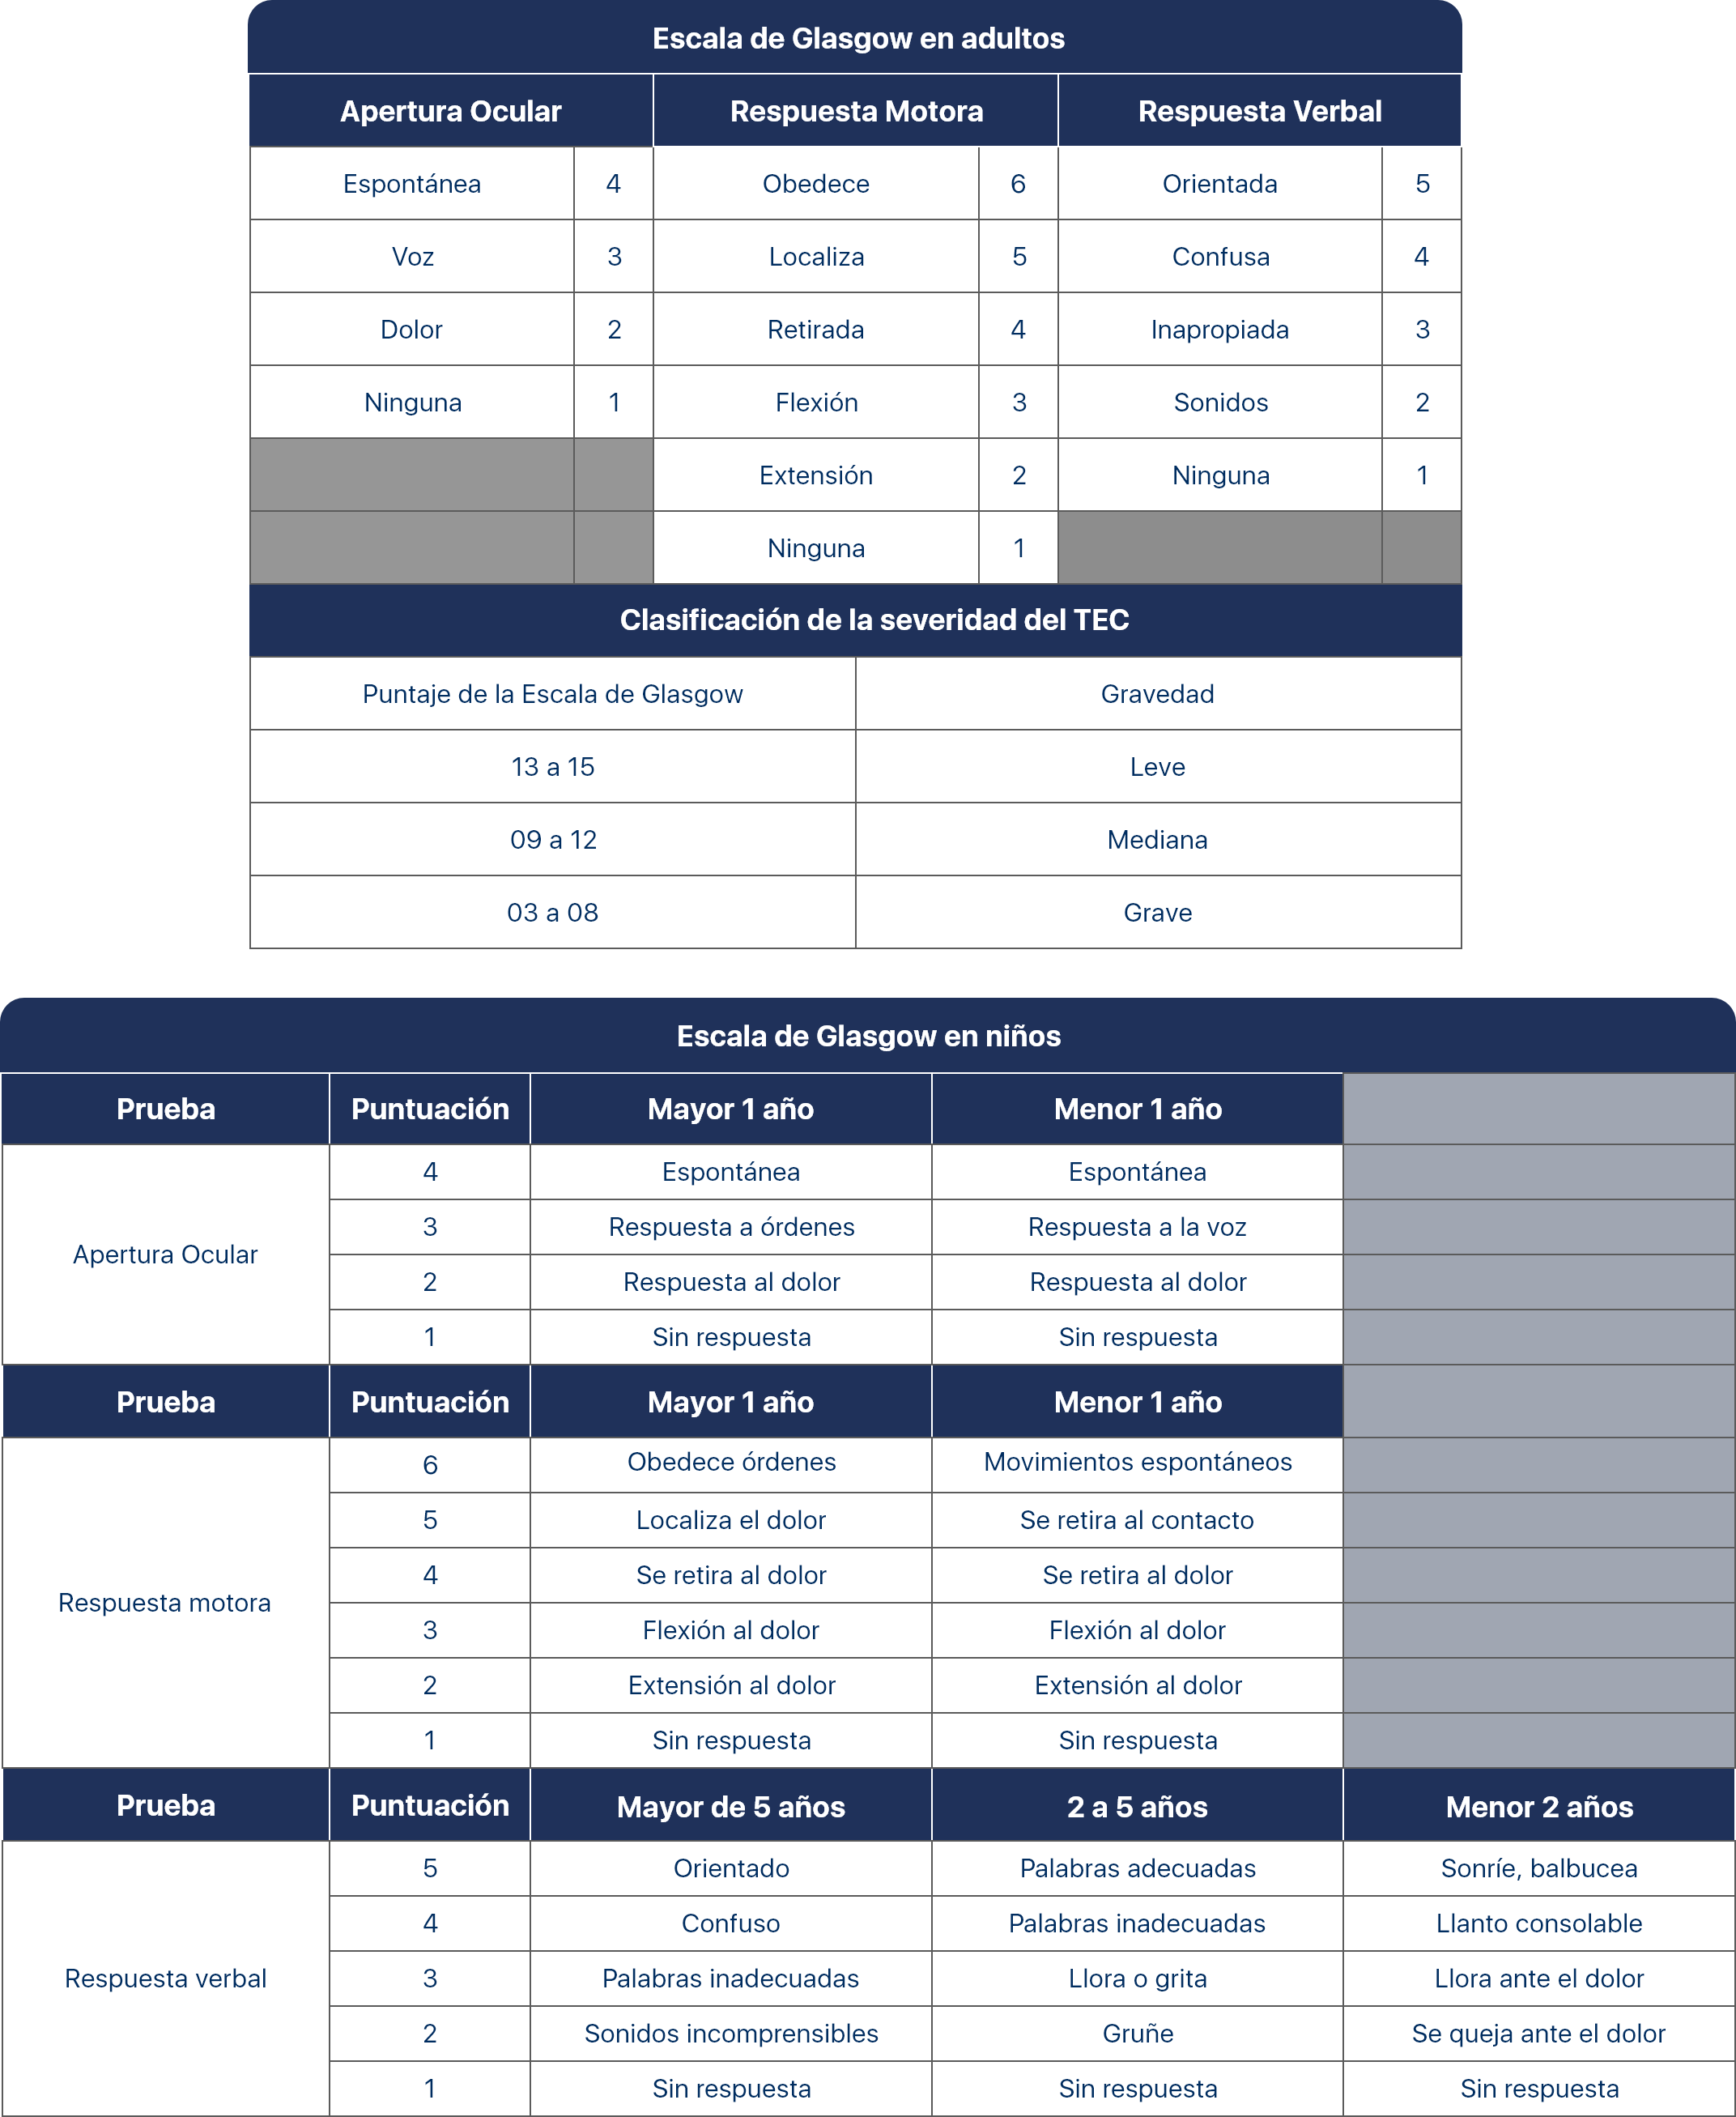 Escala de Glasgow en adultos
Apertura Ocular Respuesta Motora Respuesta Verbal
Espontánea 4 Obedece 6 Orientada 5
Voz 3 Localiza 5 Confusa 4
Dolor 2 Retirada 4 Inapropiada 3
Ninguna 1 Flexión 3 Sonidos 2
Extensión 2 Ninguna 1
Ninguna 1
Clasificación de la severidad del TEC
Puntaje de la Escala de Glasgow Gravedad
13 a 15 Leve
09 a 12 Mediana
03 a 08 Grave
Escala de Glasgow en niños
Prueba Puntuación Mayor 1 año Menor 1 año
Apertura Ocular
4 Espontánea Espontánea
3 Respuesta a órdenes Respuesta a la voz
2 Respuesta al dolor Respuesta al dolor
1 Sin respuesta Sin respuesta
Prueba Puntuación Mayor 1 año Menor 1 año
Respuesta motora
6 Obedece órdenes Movimientos espontáneos
5 Localiza el dolor Se retira al contacto
4 Se retira al dolor Se retira al dolor
3 Flexión al dolor Flexión al dolor
2 Extensión al dolor Extensión al dolor
1 Sin respuesta Sin respuesta
Prueba Puntuación Mayor de 5 años 2 a 5 años Menor 2 años
Respuesta verbal
5 Orientado Palabras adecuadas Sonríe, balbucea
4 Confuso Palabras inadecuadas Llanto consolable
3 Palabras inadecuadas Llora o grita Llora ante el dolor
2 Sonidos incomprensibles Gruñe Se queja ante el dolor
1 Sin respuesta Sin respuesta Sin respuesta